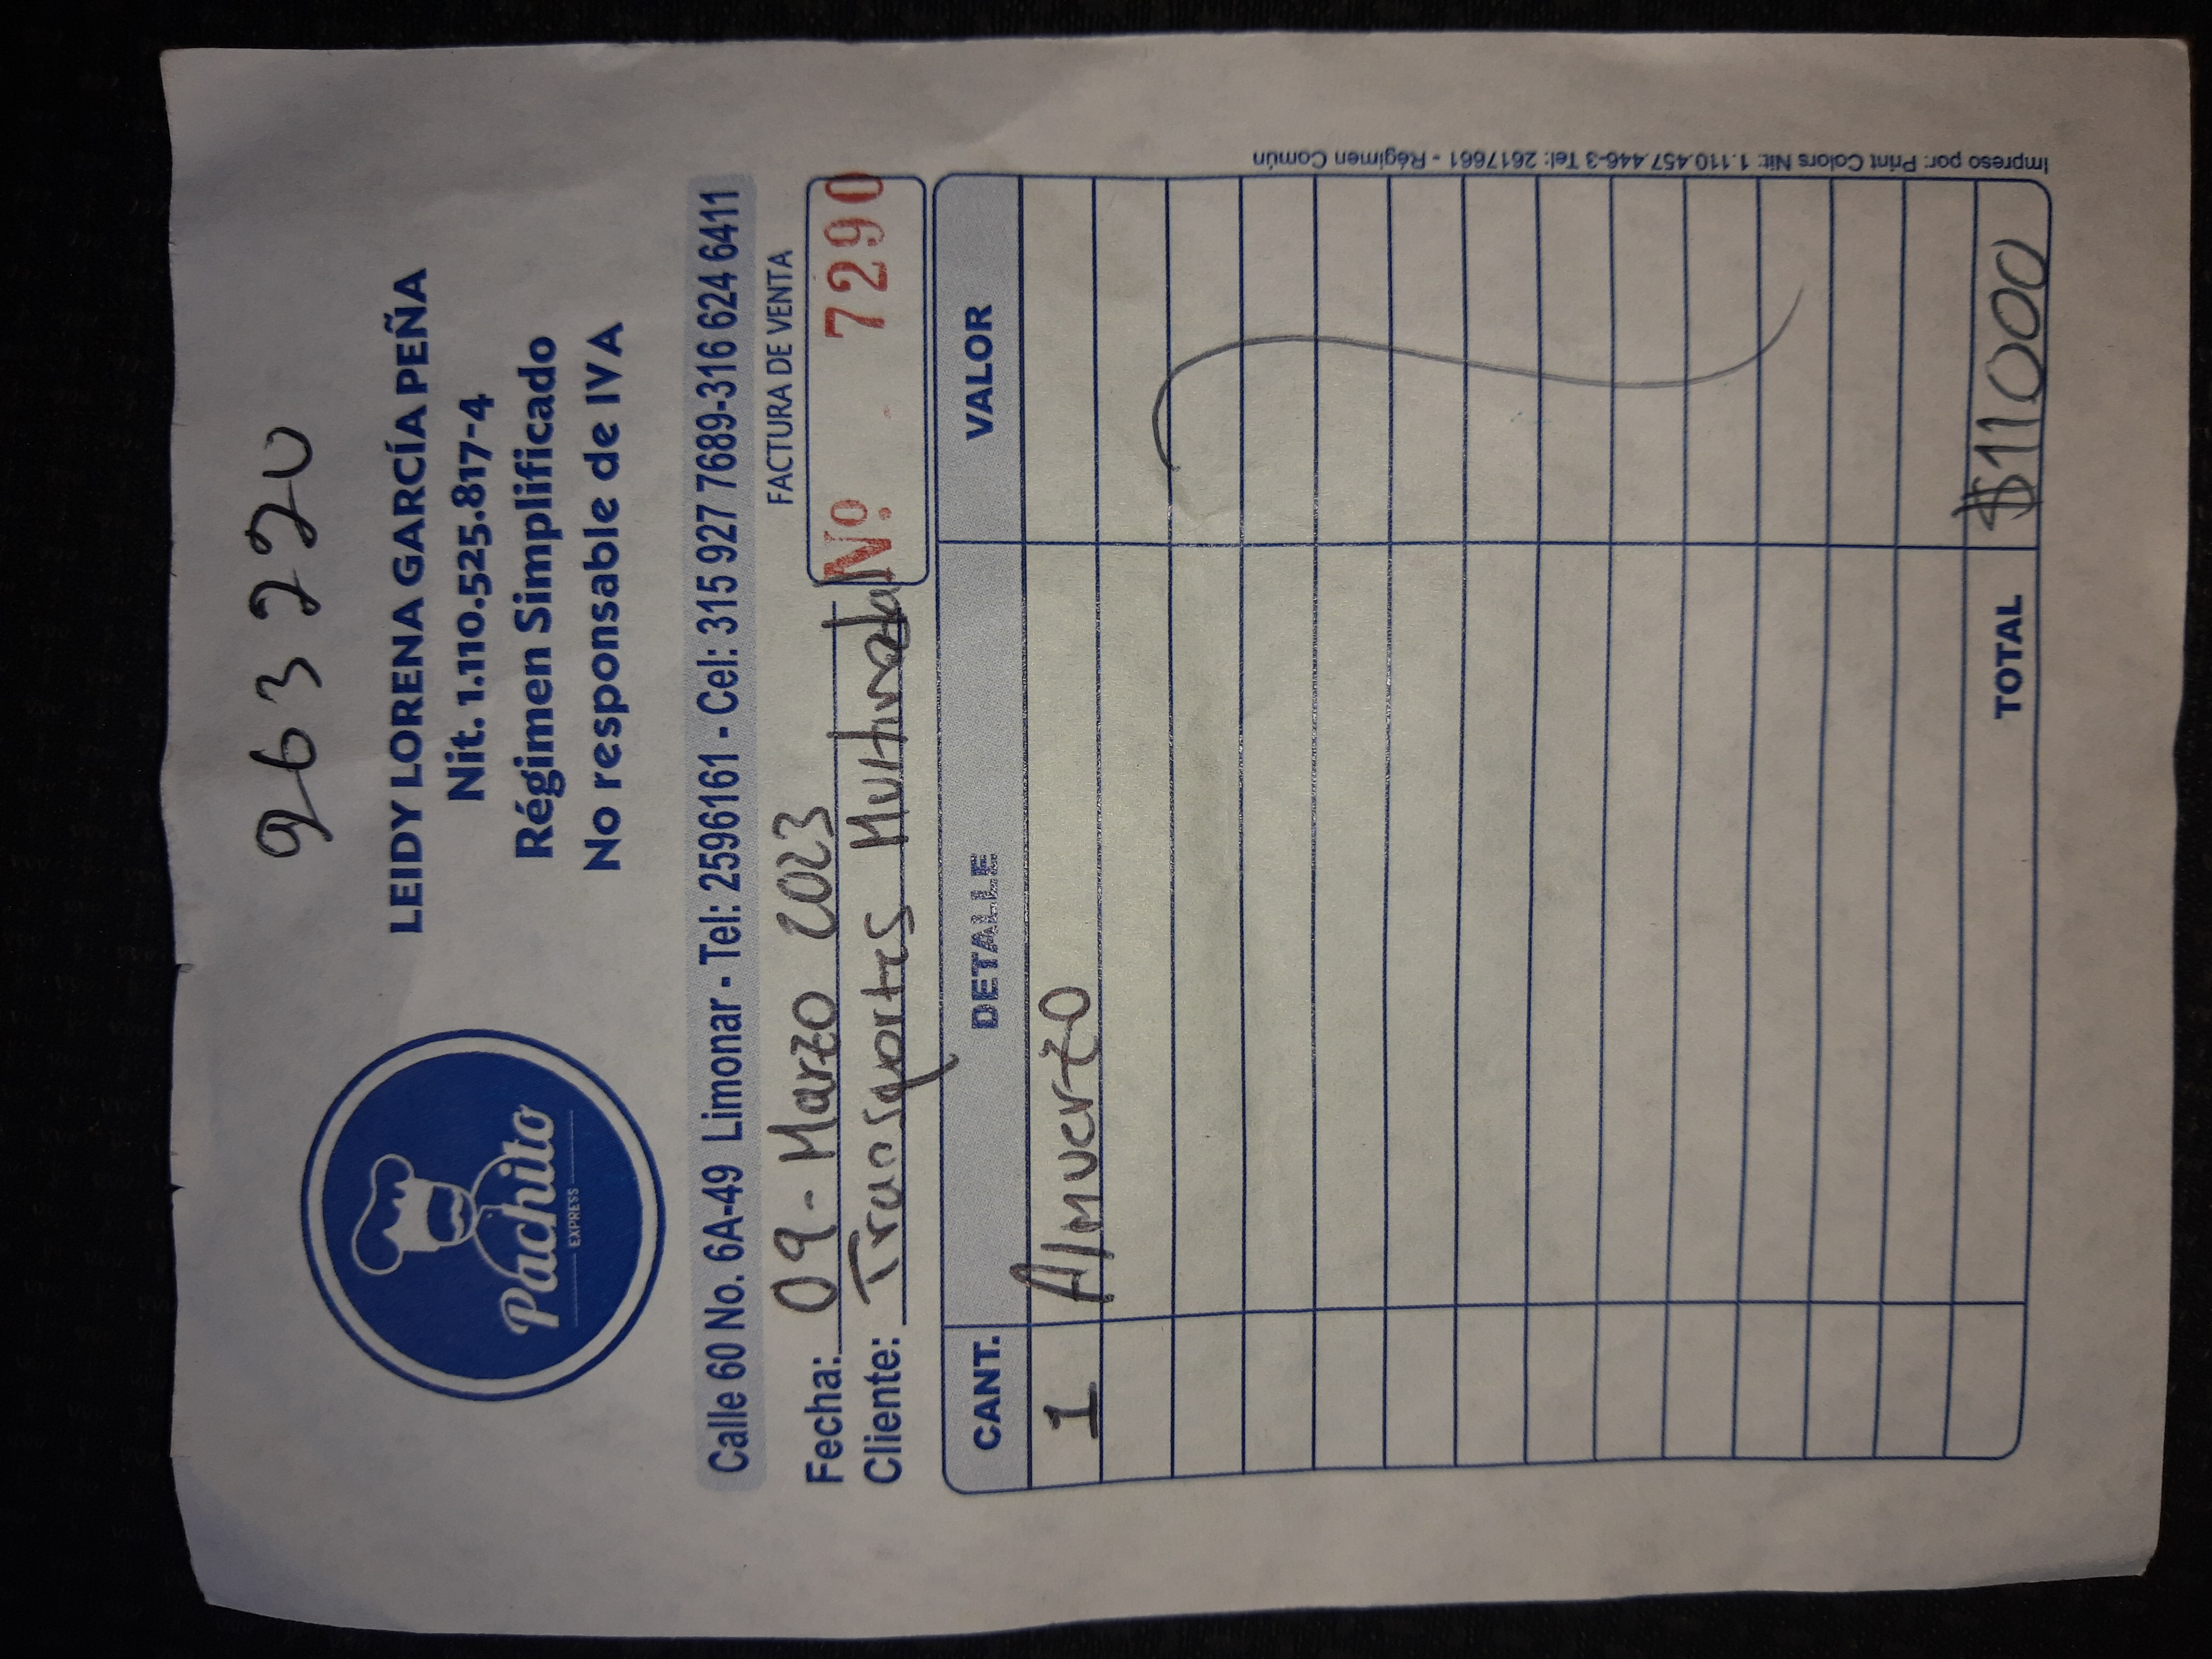 963220
LEIDY LORENA GARCÍA PEÑA
Nit. 1.110.525.817-4
Régimen Simplificado
No responsable de IVA
Pachito
EXPRESS
Calle 60 No. 6A-49 Limonar - Tel: 2596161 - Cel: 315 927 7689-316 624 6411
FACTURA DE VENTA
Nº 7290
Fecha: 09 - Marzo 2023
Cliente: Transportes Multimodal
CANT. DETALLE VALOR
1 Almuerzo
TOTAL $11000
Impreso por: Print Colors Nit: 1.110.457.446-3 Tel: 2617661 - Régimen Común